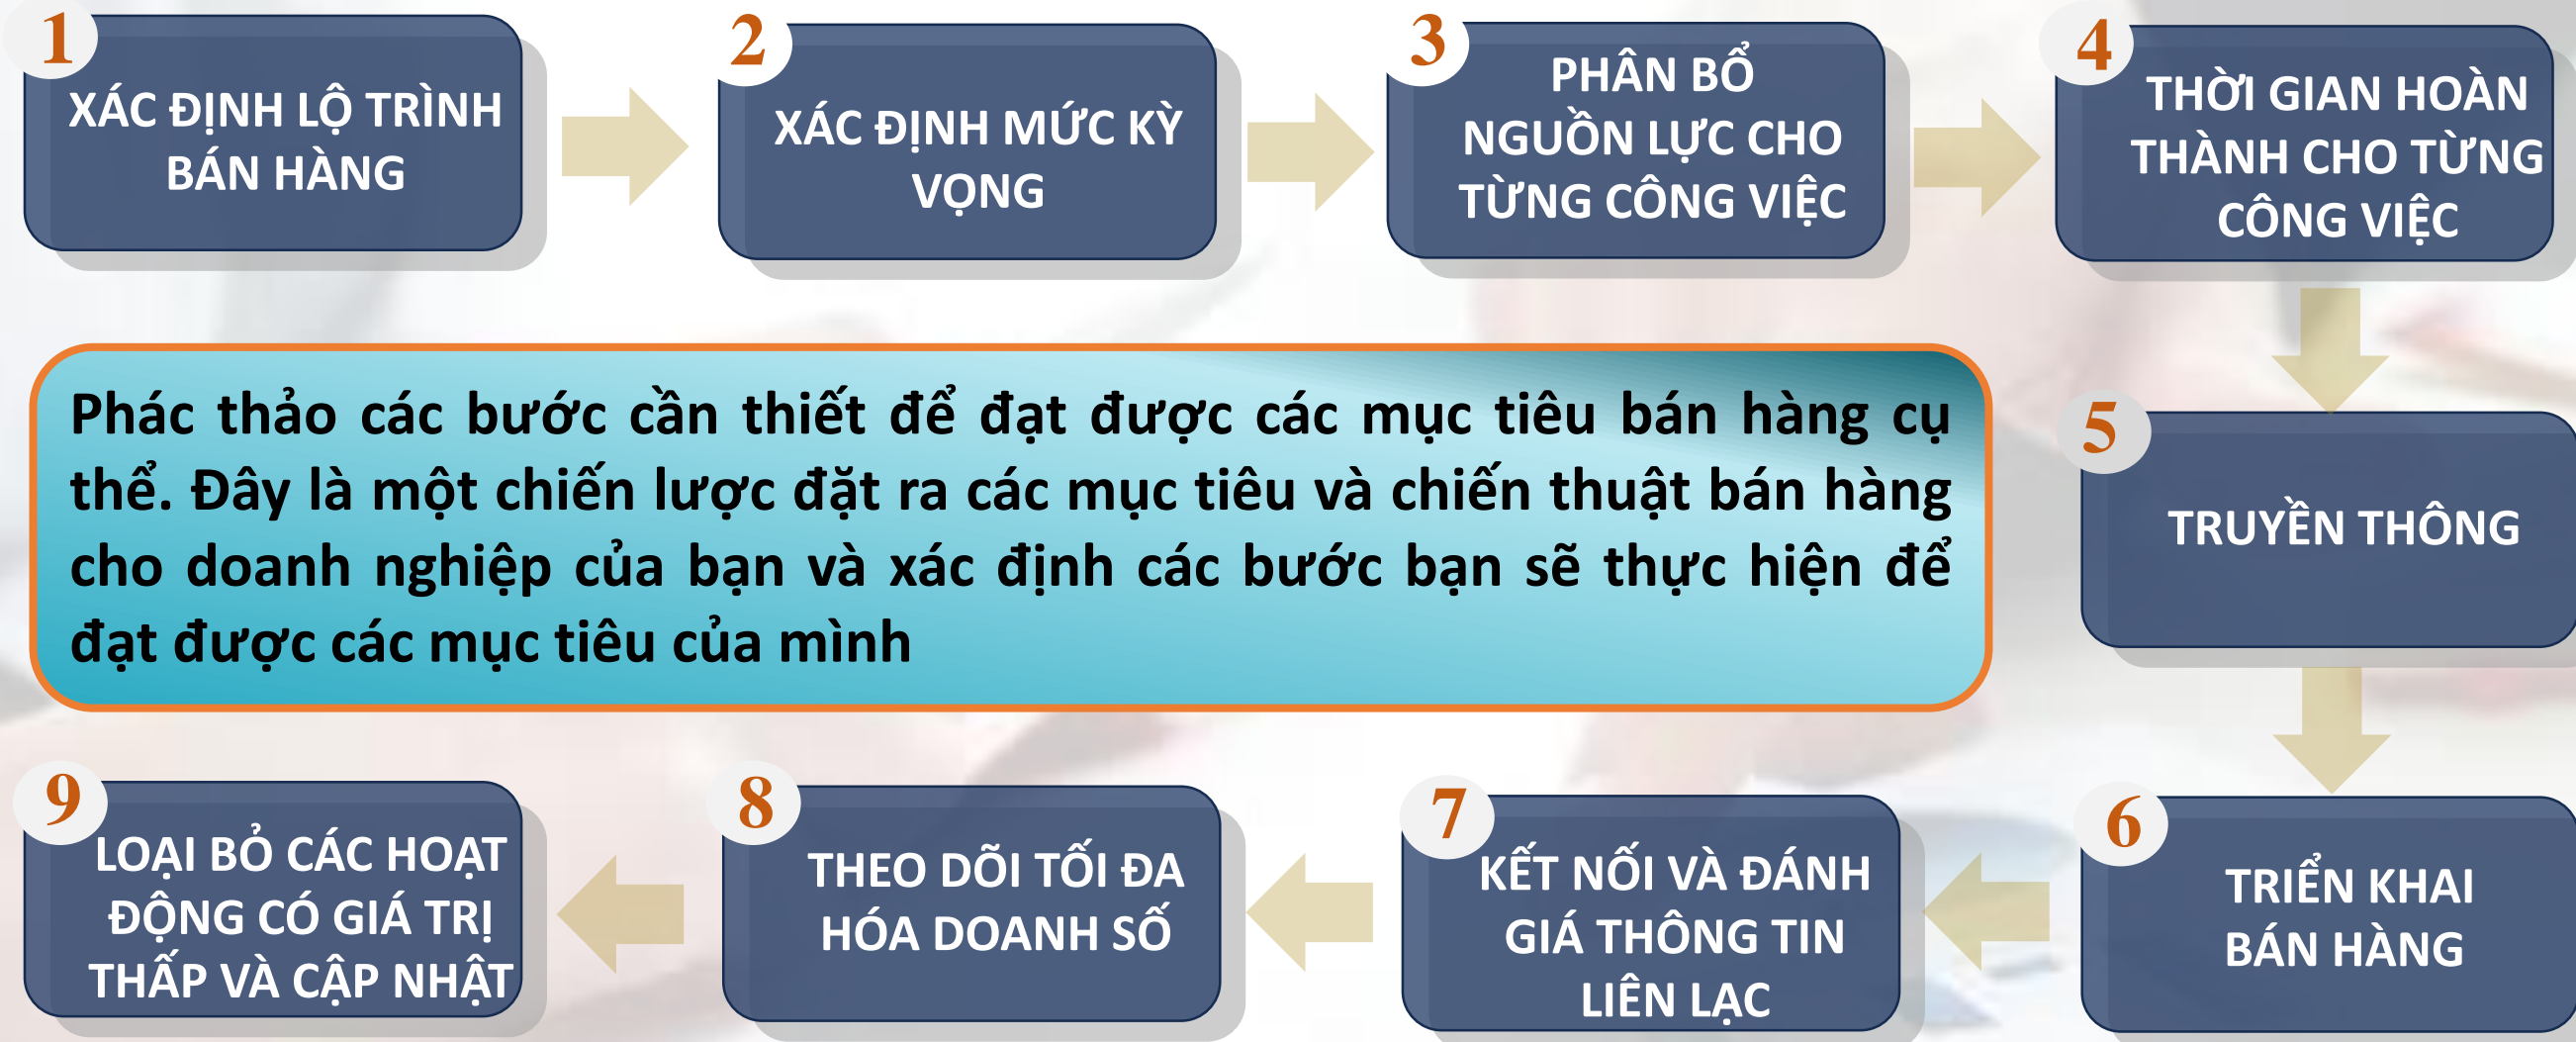 1
XÁC ĐỊNH LỘ TRÌNH
BÁN HÀNG
2
XÁC ĐỊNH MỨC KỲ
VỌNG
3
PHÂN BỔ
NGUỒN LỰC CHO
TỪNG CÔNG VIỆC
4
THỜI GIAN HOÀN
THÀNH CHO TỪNG
CÔNG VIỆC
Phác thảo các bước cần thiết để đạt được các mục tiêu bán hàng cụ
thể. Đây là một chiến lược đặt ra các mục tiêu và chiến thuật bán hàng
cho doanh nghiệp của bạn và xác định các bước bạn sẽ thực hiện để
đạt được các mục tiêu của mình
5
TRUYỀN THÔNG
6
TRIỂN KHAI
BÁN HÀNG
7
KẾT NỐI VÀ ĐÁNH
GIÁ THÔNG TIN
LIÊN LẠC
8
THEO DÕI TỐI ĐA
HÓA DOANH SỐ
9
LOẠI BỎ CÁC HOẠT
ĐỘNG CÓ GIÁ TRỊ
THẤP VÀ CẬP NHẬT